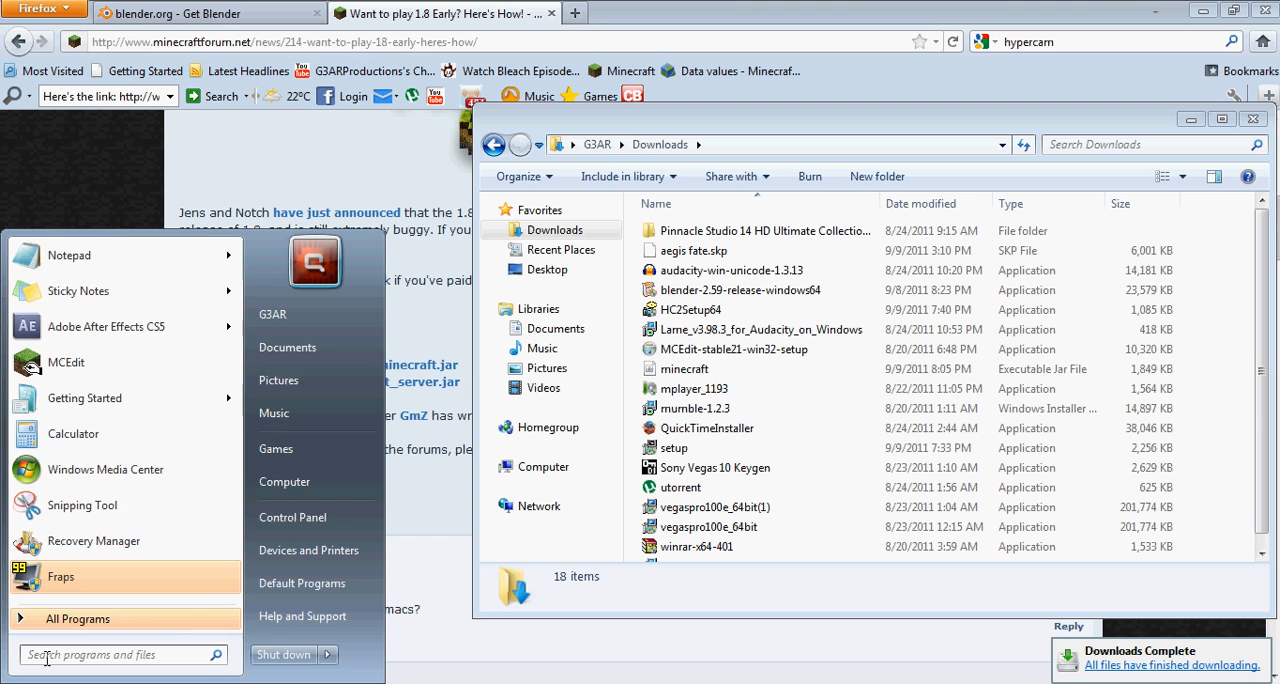 Firefox
blender.org - Get Blender
Want to play 1.8 Early? Here's How! - ...
http://www.minecraftforum.net/news/214-want-to-play-18-early-heres-how/
hypercam
Most Visited
Getting Started
Latest Headlines
G3ARProductions's Ch...
Watch Bleach Episode...
Minecraft
Data values - Minecraf...
Bookmarks
Here's the link: http://w
Search
22°C
Login
Music
Games
CB
Jens and Notch have just announced that the 1.8
If you
k if you've paid
inecraft.jar
t_server.jar
er GmZ has wr
the forums, ple
macs?
Reply
G3AR
Downloads
Search Downloads
Organize
Include in library
Share with
Burn
New folder
Favorites
Downloads
Recent Places
Desktop
Libraries
Documents
Music
Pictures
Videos
Homegroup
Computer
Network
Name Date modified Type Size
Pinnacle Studio 14 HD Ultimate Collectio... 8/24/2011 9:15 AM File folder
aegis fate.skp 9/9/2011 3:10 PM SKP File 6,001 KB
audacity-win-unicode-1.3.13 8/24/2011 10:20 PM Application 14,181 KB
blender-2.59-release-windows64 9/8/2011 8:23 PM Application 23,579 KB
HC2Setup64 9/9/2011 7:40 PM Application 1,085 KB
Lame_v3.98.3_for_Audacity_on_Windows 8/24/2011 10:53 PM Application 418 KB
MCEdit-stable21-win32-setup 8/20/2011 6:48 PM Application 10,320 KB
minecraft 9/9/2011 8:05 PM Executable Jar File 1,849 KB
mplayer_1193 8/22/2011 11:05 PM Application 1,564 KB
mumble-1.2.3 8/20/2011 1:11 AM Windows Installer ... 14,897 KB
QuickTimeInstaller 8/24/2011 2:44 AM Application 38,046 KB
setup 9/9/2011 7:33 PM Application 2,256 KB
Sony Vegas 10 Keygen 8/23/2011 1:10 AM Application 2,629 KB
utorrent 8/24/2011 1:56 AM Application 625 KB
vegaspro100e_64bit(1) 8/23/2011 1:04 AM Application 201,774 KB
vegaspro100e_64bit 8/23/2011 12:15 AM Application 201,774 KB
winrar-x64-401 8/20/2011 3:59 AM Application 1,533 KB
18 items
Notepad
Sticky Notes
Adobe After Effects CS5
MCEdit
Getting Started
Calculator
Windows Media Center
Snipping Tool
Recovery Manager
99
Fraps
All Programs
Search programs and files
G3AR
Documents
Pictures
Music
Games
Computer
Control Panel
Devices and Printers
Default Programs
Help and Support
Shut down
Downloads Complete
All files have finished downloading.